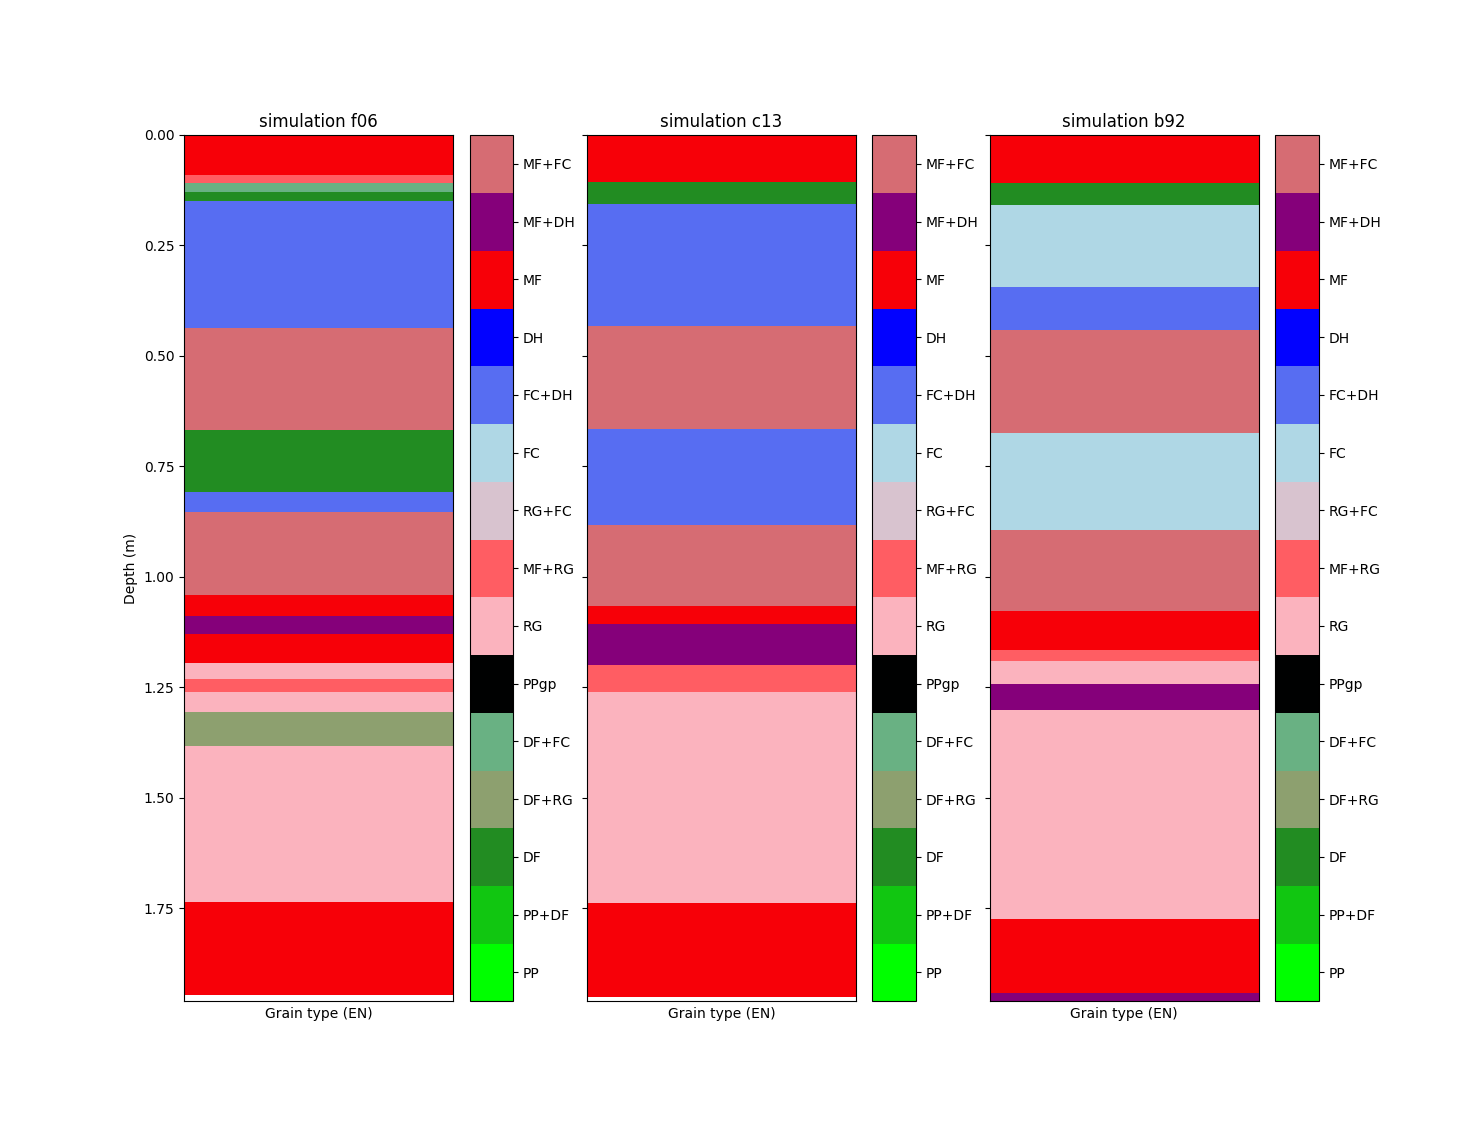 simulation f06
simulation c13
simulation b92
Depth (m)
0.00
0.25
0.50
0.75
1.00
1.25
1.50
1.75
MF+FC
MF+DH
MF
DH
FC+DH
FC
RG+FC
MF+RG
RG
PPgp
DF+FC
DF+RG
DF
PP+DF
PP
MF+FC
MF+DH
MF
DH
FC+DH
FC
RG+FC
MF+RG
RG
PPgp
DF+FC
DF+RG
DF
PP+DF
PP
MF+FC
MF+DH
MF
DH
FC+DH
FC
RG+FC
MF+RG
RG
PPgp
DF+FC
DF+RG
DF
PP+DF
PP
Grain type (EN)
Grain type (EN)
Grain type (EN)